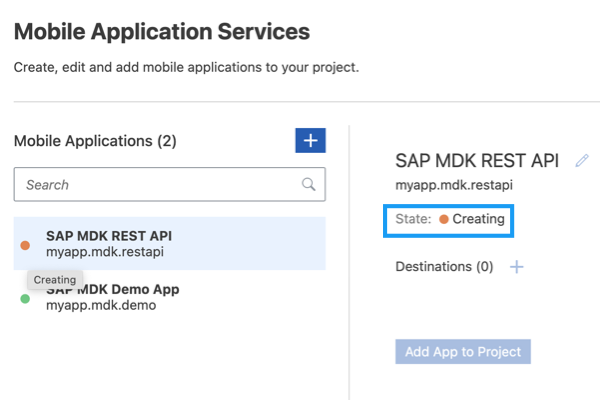 Mobile Application Services
Create, edit and add mobile applications to your project.
Mobile Applications (2)
Search
SAP MDK REST API
myapp.mdk.restapi
Creating
SAP MDK Demo App
myapp.mdk.demo
SAP MDK REST API
myapp.mdk.restapi
State: Creating
Destinations (0)
Add App to Project